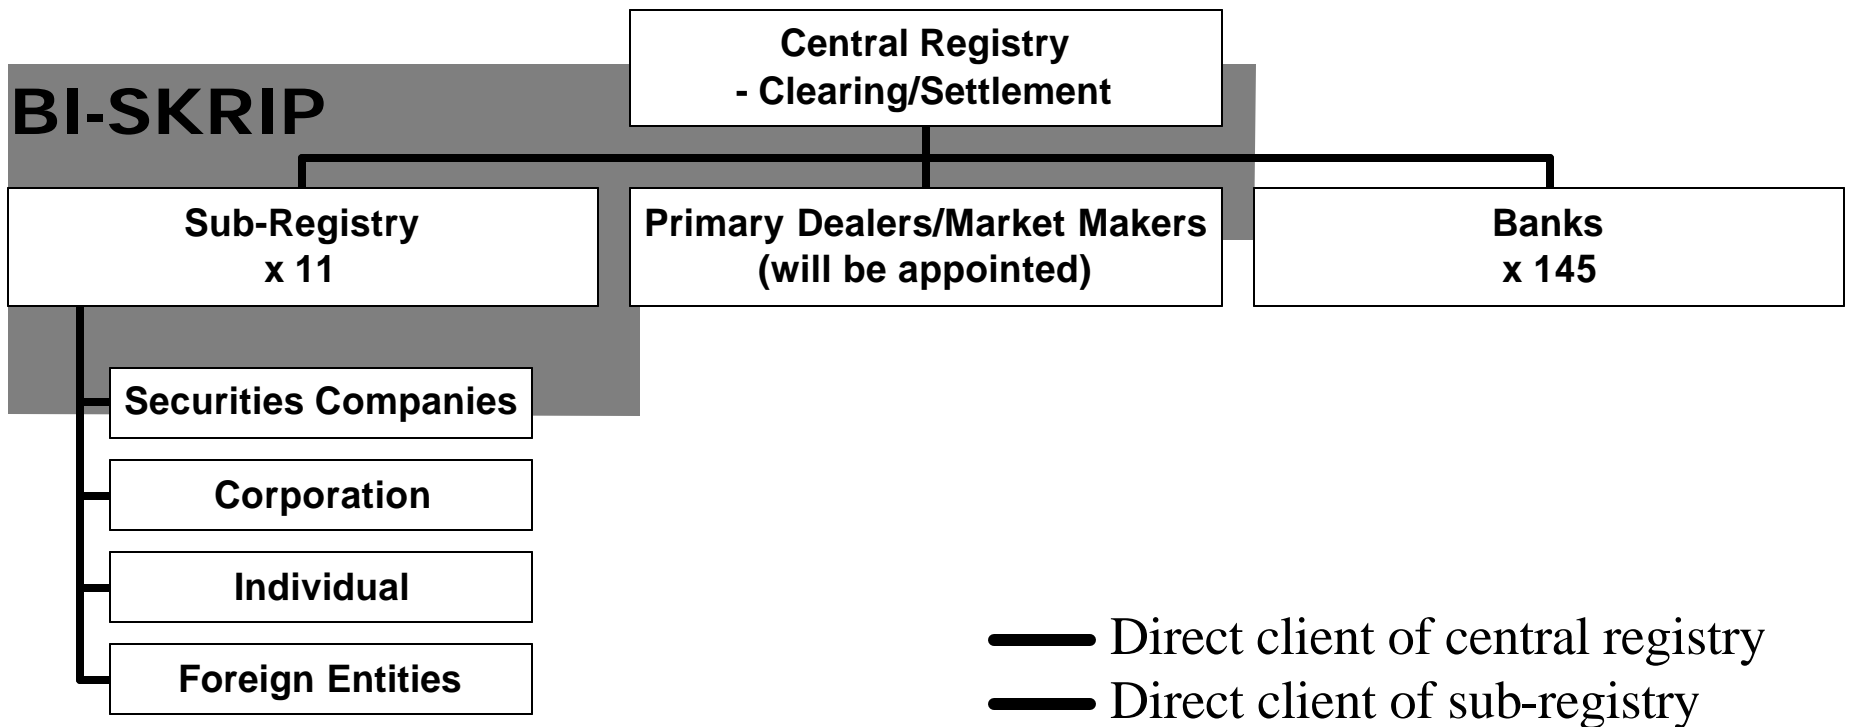 Central Registry
- Clearing/Settlement
BI-SKRIP
Sub-Registry
x 11
Primary Dealers/Market Makers
(will be appointed)
Banks
x 145
Securities Companies
Corporation
Individual
Foreign Entities
Direct client of central registry
Direct client of sub-registry